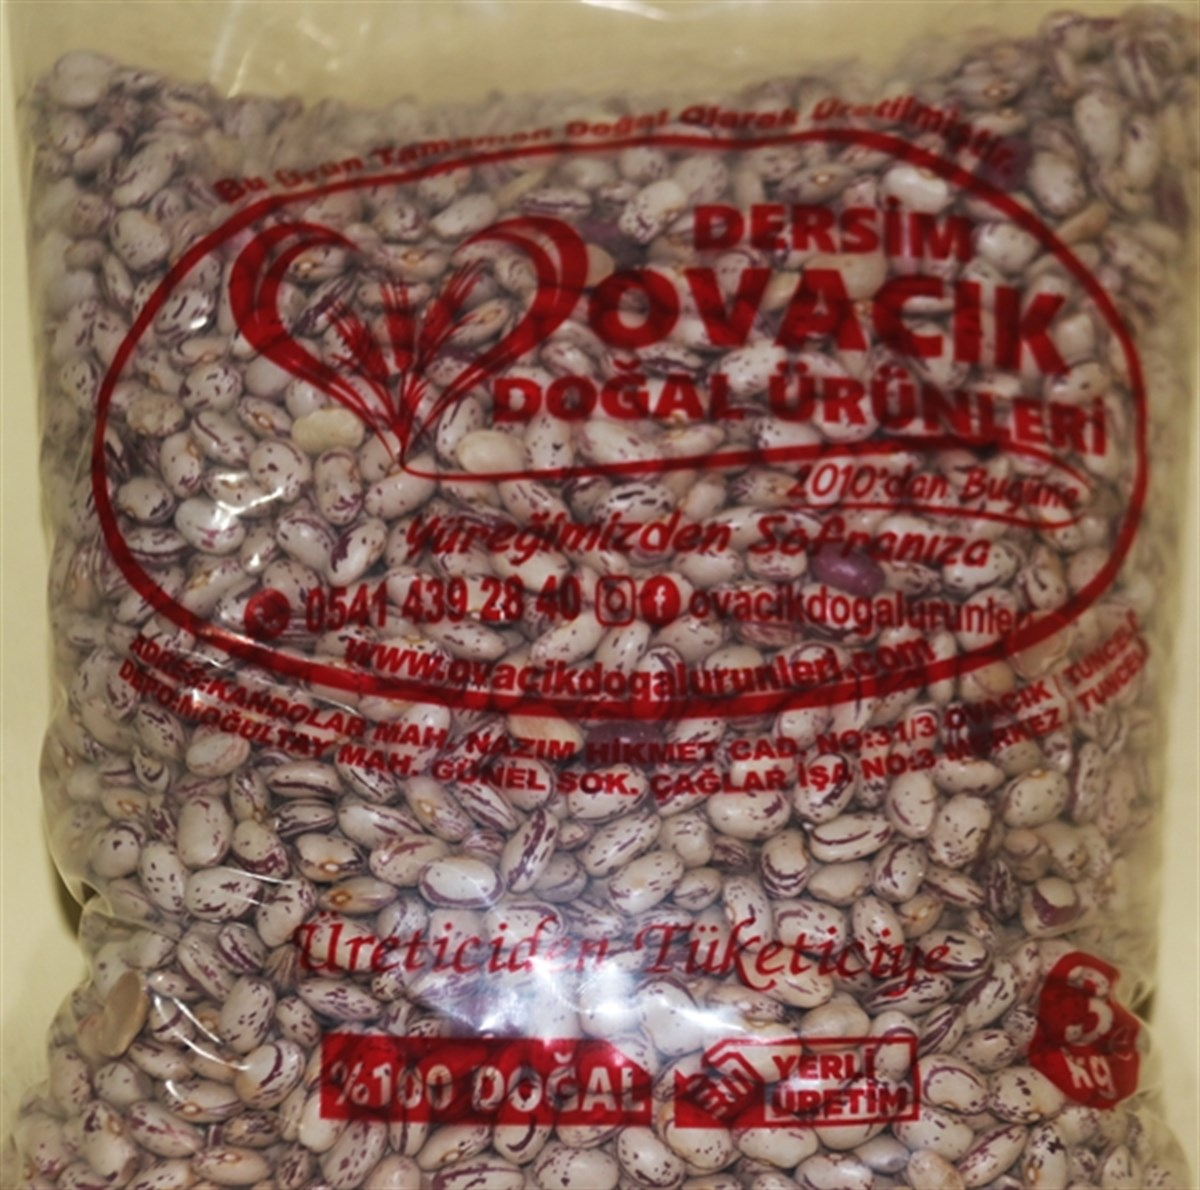 Bu Ürün Tamamen Doğal Olarak Üretilmiştir.
DERSİM
OVACIK
DOĞAL ÜRÜNLERİ
2010'dan Bugüne
Yüreğimizden Sofranıza
0541 439 28 40 ovacikdogalurunleri
www.ovacikdogalurunleri.com
ADRES:KANDOLAR MAH. NAZIM HİKMET CAD. NO:31/3 OVACIK / TUNCELİ
DEPO:MOĞULTAY MAH. GÜNEL SOK. ÇAĞLAR İŞA NO:3 MERKEZ / TUNCELİ
Üreticiden Tüketiciye
3 kg
%100 DOĞAL
YERLİ
ÜRETİM